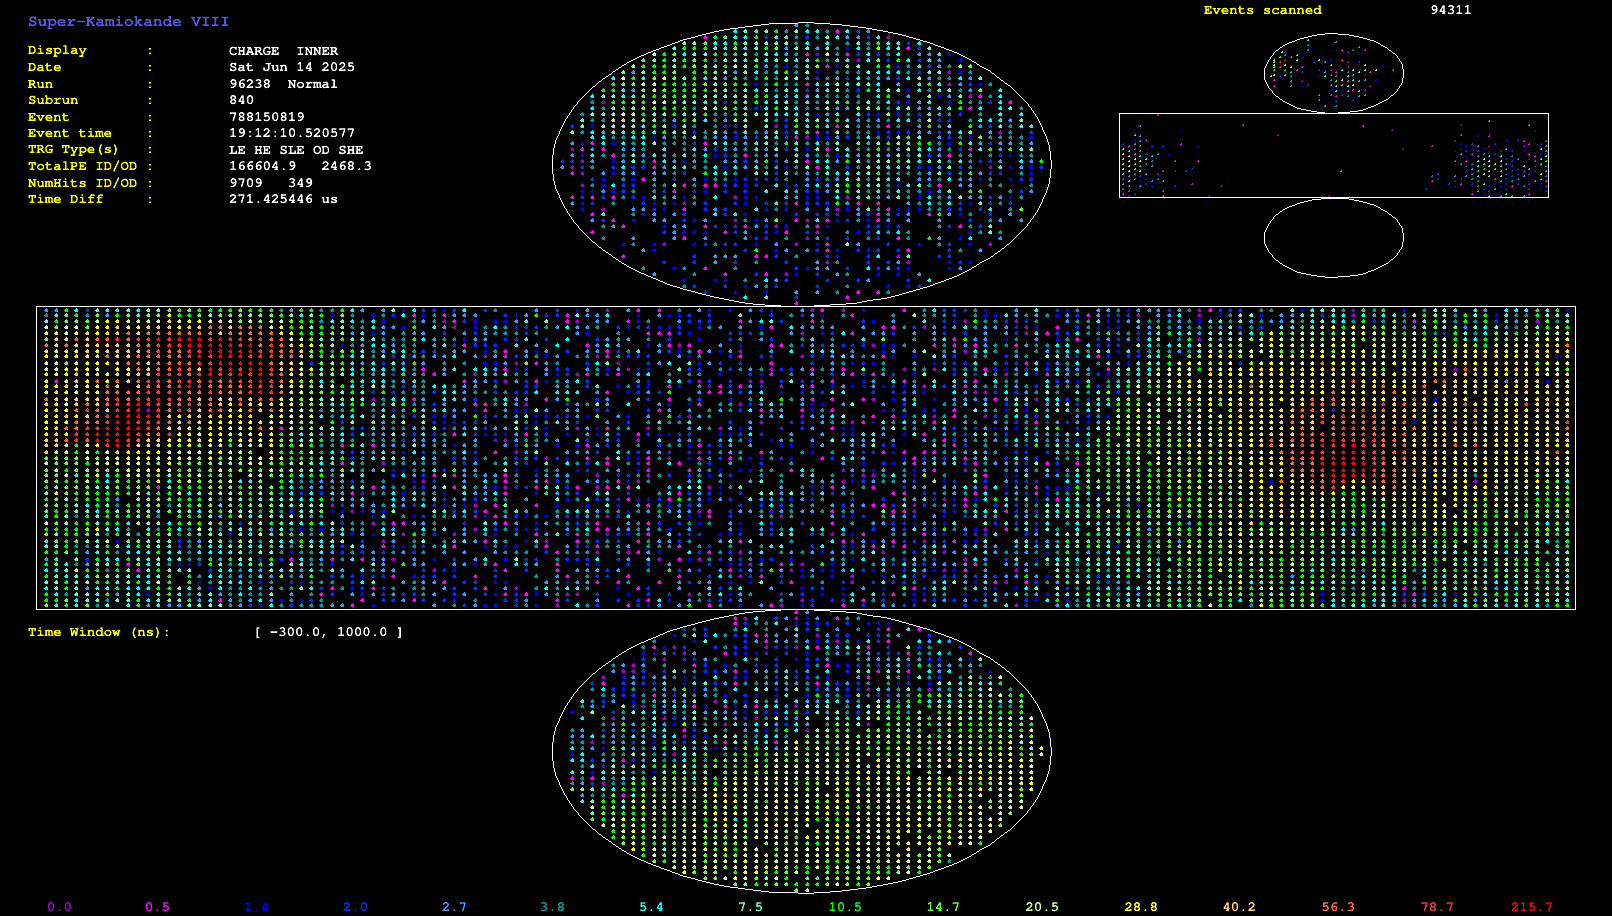 Super-Kamiokande VIII
Display : CHARGE INNER
Date : Sat Jun 14 2025
Run : 96238 Normal
Subrun : 840
Event : 788150819
Event time : 19:12:10.520577
TRG Type(s) : LE HE SLE OD SHE
TotalPE ID/OD : 166604.9 2468.3
NumHits ID/OD : 9709 349
Time Diff : 271.425446 us
Events scanned 94311
Time Window (ns): [ -300.0, 1000.0 ]
0.0 0.5 1.4 2.0 2.7 3.8 5.4 7.5 10.5 14.7 20.5 28.8 40.2 56.3 78.7 215.7